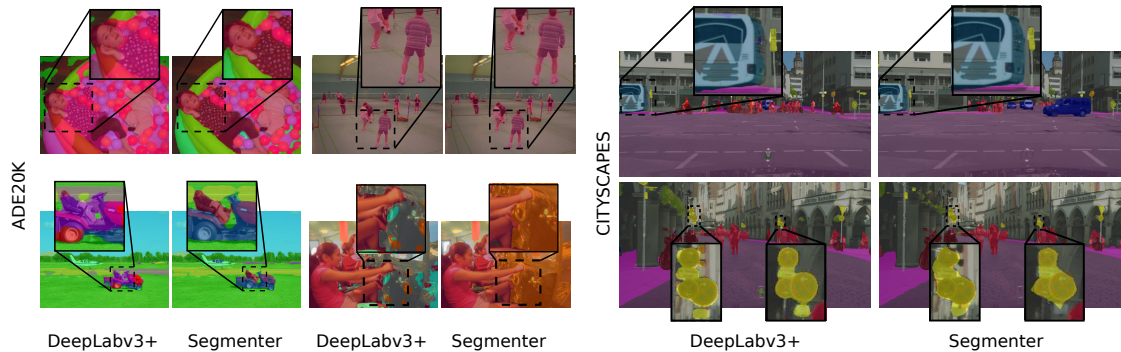 ADE20K
CITYSCAPES
DeepLabv3+ Segmenter DeepLabv3+ Segmenter
DeepLabv3+ Segmenter